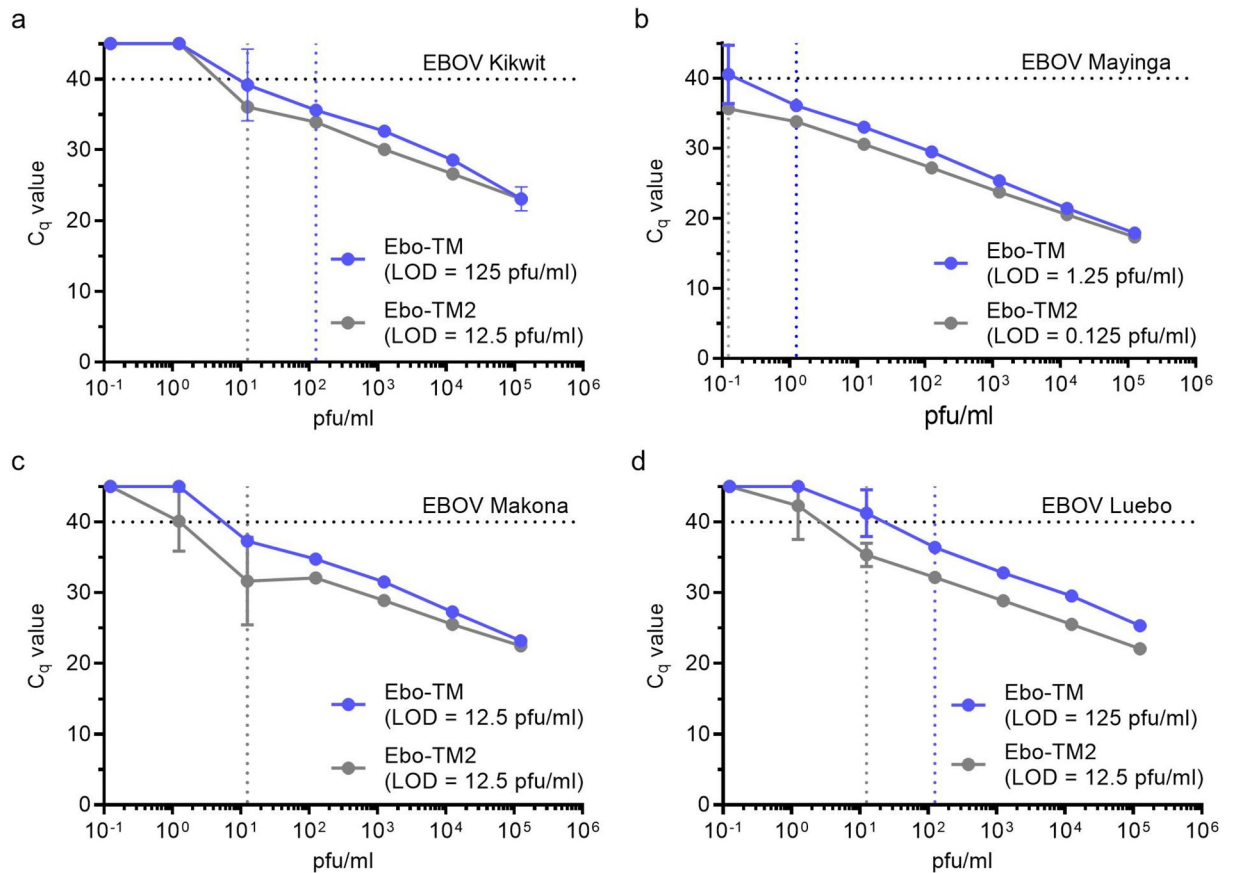 a
EBOV Kikwit
40
30
20
10
0
C_q value
Ebo-TM
(LOD = 125 pfu/ml)
Ebo-TM2
(LOD = 12.5 pfu/ml)
10⁻¹ 10⁰ 10¹ 10² 10³ 10⁴ 10⁵ 10⁶
pfu/ml
b
EBOV Mayinga
40
30
20
10
0
C_q value
Ebo-TM
(LOD = 1.25 pfu/ml)
Ebo-TM2
(LOD = 0.125 pfu/ml)
10⁻¹ 10⁰ 10¹ 10² 10³ 10⁴ 10⁵ 10⁶
pfu/ml
c
EBOV Makona
40
30
20
10
0
C_q value
Ebo-TM
(LOD = 12.5 pfu/ml)
Ebo-TM2
(LOD = 12.5 pfu/ml)
10⁻¹ 10⁰ 10¹ 10² 10³ 10⁴ 10⁵ 10⁶
pfu/ml
d
EBOV Luebo
40
30
20
10
0
C_q value
Ebo-TM
(LOD = 125 pfu/ml)
Ebo-TM2
(LOD = 12.5 pfu/ml)
10⁻¹ 10⁰ 10¹ 10² 10³ 10⁴ 10⁵ 10⁶
pfu/ml